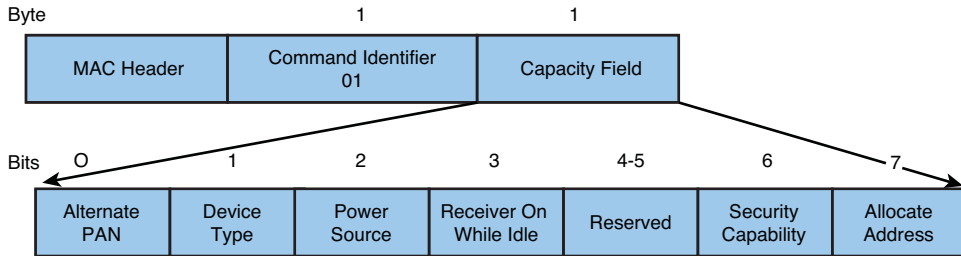 Byte 1 1
MAC Header
Command Identifier
01
Capacity Field
Bits O 1 2 3 4-5 6 7
Alternate
PAN
Device
Type
Power
Source
Receiver On
While Idle
Reserved
Security
Capability
Allocate
Address